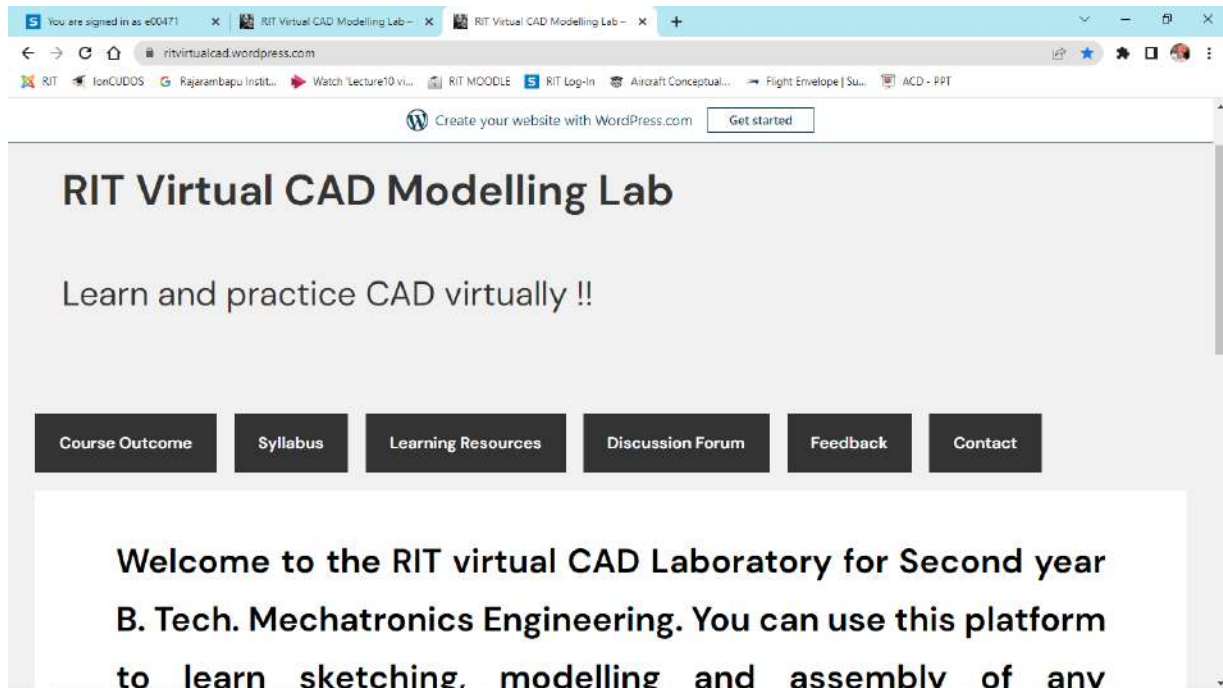 You are signed in as e00471
RIT Virtual CAD Modelling Lab –
RIT Virtual CAD Modelling Lab –
ritvirtualcad.wordpress.com
RIT
IonCUDOS
Rajarambapu Instit...
Watch 'Lecture10 vi...
RIT MOODLE
RIT Log-In
Aircraft Conceptual...
Flight Envelope | Su...
ACD - PPT
Create your website with WordPress.com
Get started
RIT Virtual CAD Modelling Lab
Learn and practice CAD virtually !!
Course Outcome
Syllabus
Learning Resources
Discussion Forum
Feedback
Contact
Welcome to the RIT virtual CAD Laboratory for Second year
B. Tech. Mechatronics Engineering. You can use this platform
to learn sketching, modelling and assembly of any